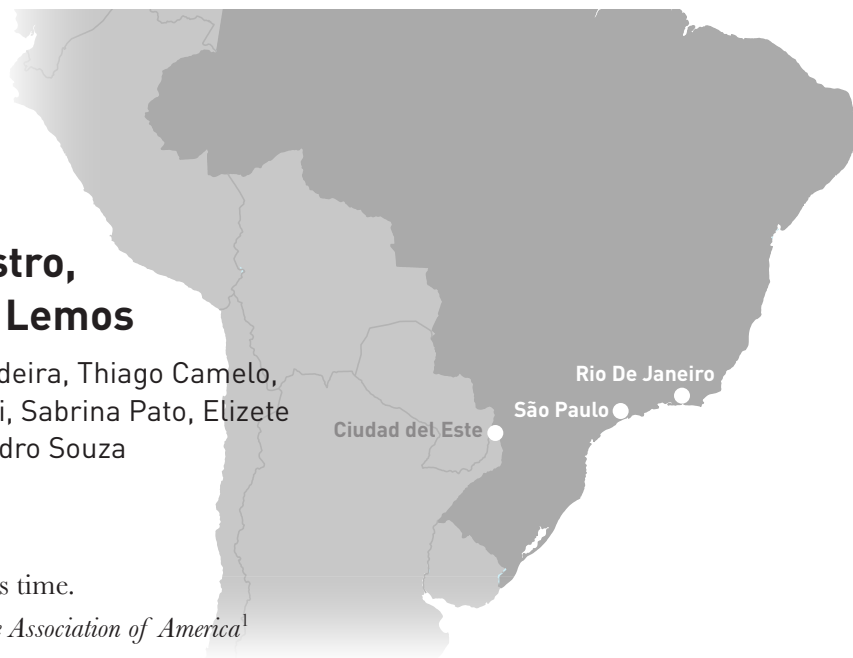 stro,
Lemos
deira, Thiago Camelo,
i, Sabrina Pato, Elizete
dro Souza
Rio De Janeiro
São Paulo
Ciudad del Este
s time.
e Association of America1